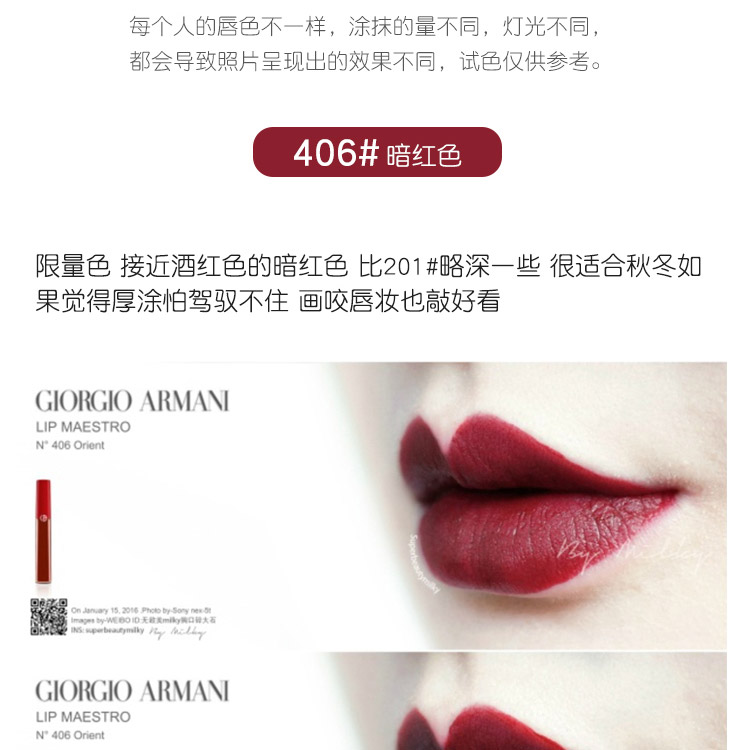 每个人的唇色不一样，涂抹的量不同，灯光不同，
都会导致照片呈现出的效果不同，试色仅供参考。
406# 暗红色
限量色 接近酒红色的暗红色 比201#略深一些 很适合秋冬如
果觉得厚涂怕驾驭不住 画咬唇妆也敲好看
GIORGIO ARMANI
LIP MAESTRO
N° 406 Orient
By Milky
Superbeautymilky
On January 15, 2016 .Photo by-Sony nex-5t
INS:superbeautymilky By Milky
GIORGIO ARMANI
LIP MAESTRO
N° 406 Orient